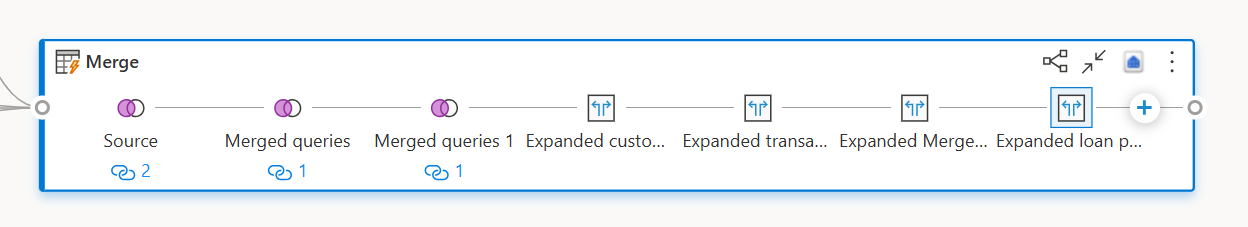 Merge
Source Merged queries Merged queries 1 Expanded custo... Expanded transa... Expanded Merge... Expanded loan p...
2 1 1